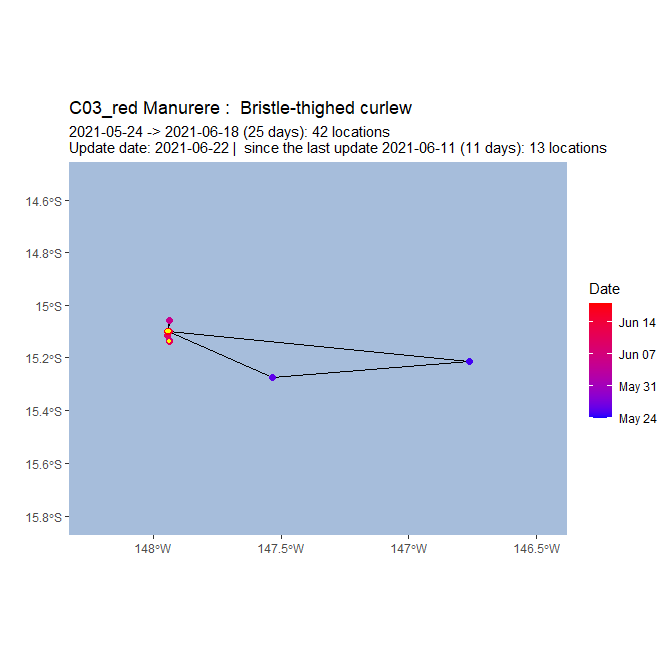 C03_red Manurere :  Bristle-thighed curlew
2021-05-24 -> 2021-06-18 (25 days): 42 locations
Update date: 2021-06-22 |  since the last update 2021-06-11 (11 days): 13 locations
14.6°S
14.8°S
15°S
15.2°S
15.4°S
15.6°S
15.8°S
148°W
147.5°W
147°W
146.5°W
Date
Jun 14
Jun 07
May 31
May 24